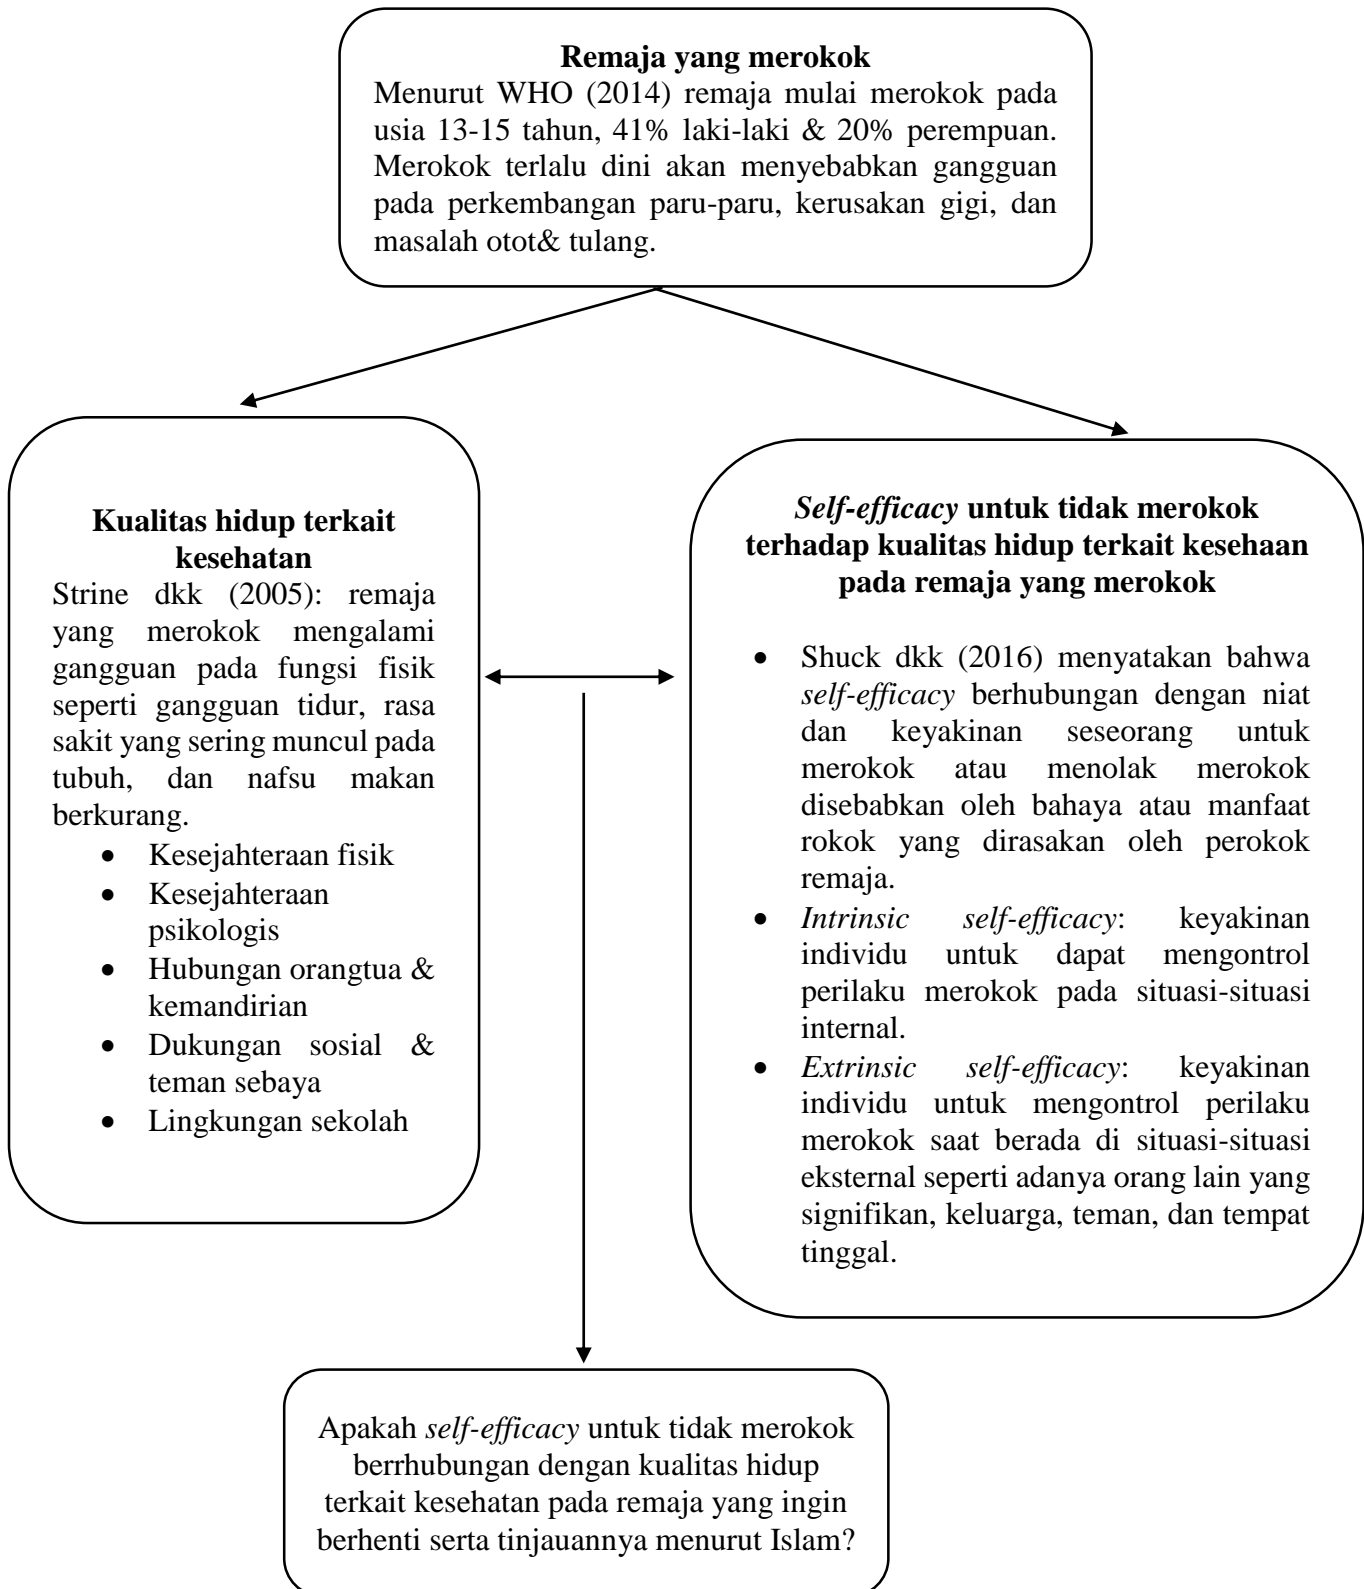 Remaja yang merokok
Menurut WHO (2014) remaja mulai merokok pada
usia 13-15 tahun, 41% laki-laki & 20% perempuan.
Merokok terlalu dini akan menyebabkan gangguan
pada perkembangan paru-paru, kerusakan gigi, dan
masalah otot& tulang.
Kualitas hidup terkait
kesehatan
Strine dkk (2005): remaja
yang merokok mengalami
gangguan pada fungsi fisik
seperti gangguan tidur, rasa
sakit yang sering muncul pada
tubuh, dan nafsu makan
berkurang.
• Kesejahteraan fisik
• Kesejahteraan
psikologis
• Hubungan orangtua &
kemandirian
• Dukungan sosial &
teman sebaya
• Lingkungan sekolah
Self-efficacy untuk tidak merokok
terhadap kualitas hidup terkait kesehaan
pada remaja yang merokok
• Shuck dkk (2016) menyatakan bahwa
self-efficacy berhubungan dengan niat
dan keyakinan seseorang untuk
merokok atau menolak merokok
disebabkan oleh bahaya atau manfaat
rokok yang dirasakan oleh perokok
remaja.
• Intrinsic self-efficacy: keyakinan
individu untuk dapat mengontrol
perilaku merokok pada situasi-situasi
internal.
• Extrinsic self-efficacy: keyakinan
individu untuk mengontrol perilaku
merokok saat berada di situasi-situasi
eksternal seperti adanya orang lain yang
signifikan, keluarga, teman, dan tempat
tinggal.
Apakah self-efficacy untuk tidak merokok
berrhubungan dengan kualitas hidup
terkait kesehatan pada remaja yang ingin
berhenti serta tinjauannya menurut Islam?